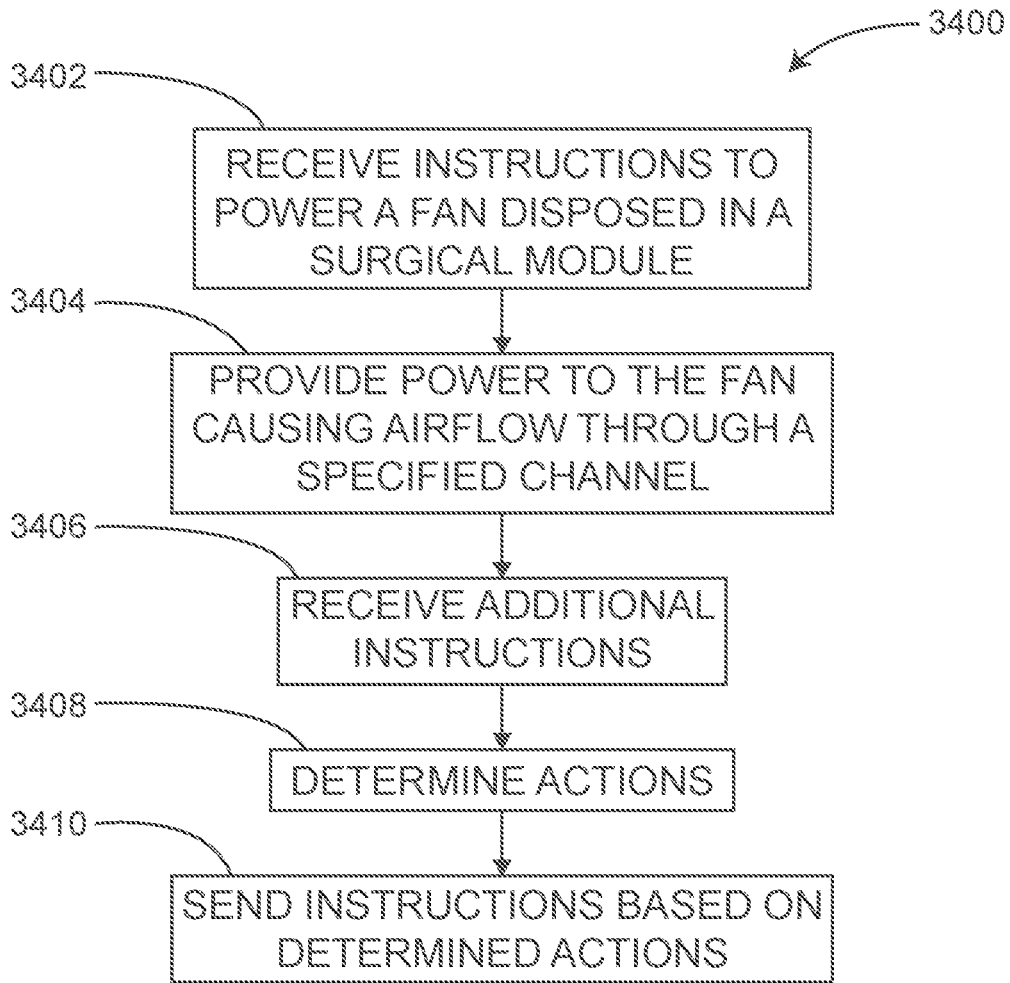 3400
3402
RECEIVE INSTRUCTIONS TO
POWER A FAN DISPOSED IN A
SURGICAL MODULE
3404
PROVIDE POWER TO THE FAN
CAUSING AIRFLOW THROUGH A
SPECIFIED CHANNEL
3406
RECEIVE ADDITIONAL
INSTRUCTIONS
3408
DETERMINE ACTIONS
3410
SEND INSTRUCTIONS BASED ON
DETERMINED ACTIONS